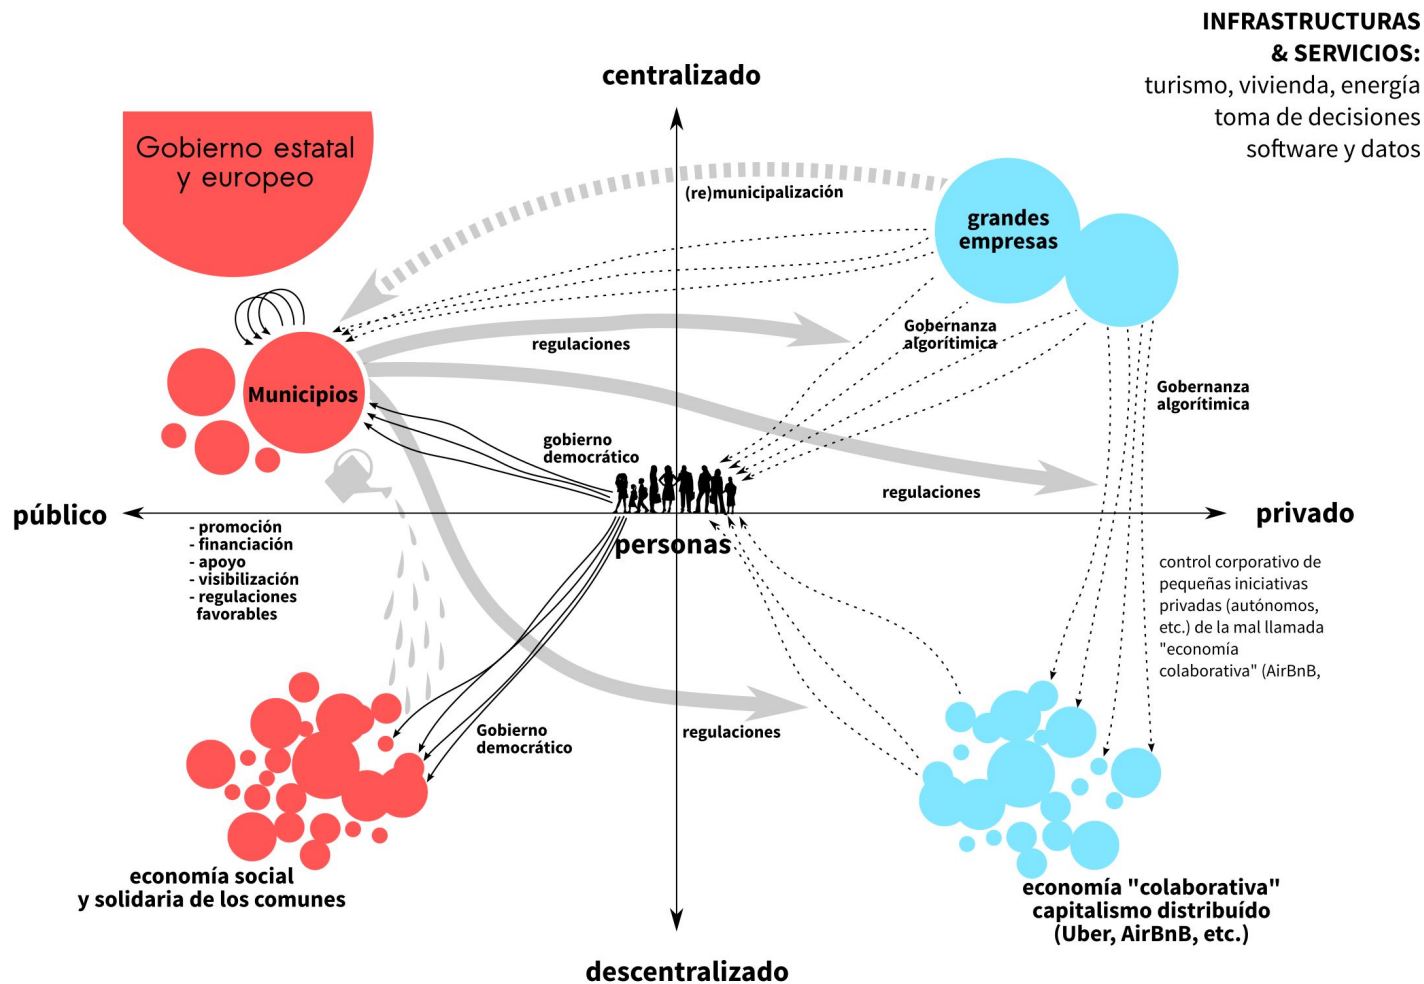 INFRASTRUCTURAS
& SERVICIOS:
turismo, vivienda, energía
toma de decisiones
software y datos
centralizado
Gobierno estatal
y europeo
(re)municipalización
grandes
empresas
regulaciones
Gobernanza
algorítimica
Municipios
Gobernanza
algorítimica
gobierno
democrático
regulaciones
público
privado
personas
- promoción
- financiación
- apoyo
- visibilización
- regulaciones
favorables
control corporativo de
pequeñas iniciativas
privadas (autónomos,
etc.) de la mal llamada
"economía
colaborativa" (AirBnB,
Gobierno
democrático
regulaciones
economía social
y solidaria de los comunes
economía "colaborativa"
capitalismo distribuído
(Uber, AirBnB, etc.)
descentralizado